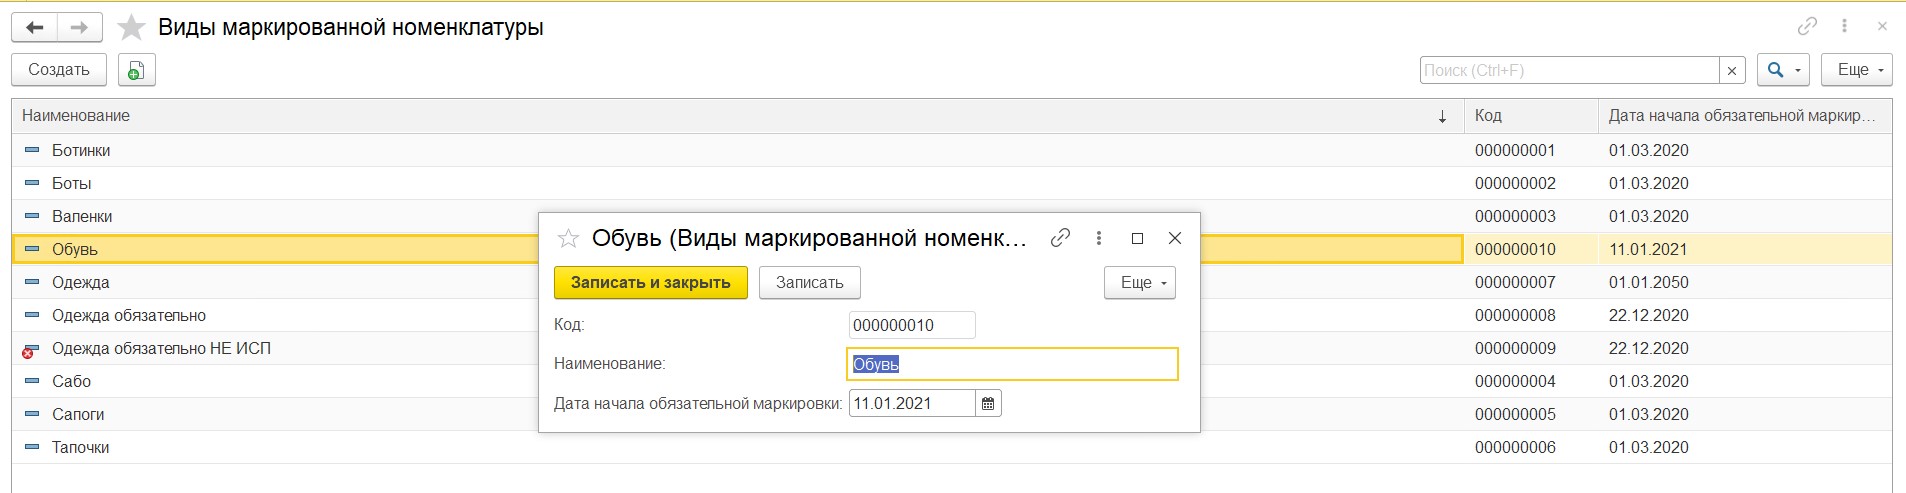 Виды маркированной номенклатуры
Создать
Поиск (Ctrl+F)
Еще
Наименование
Код
Дата начала обязательной маркир...
Ботинки 000000001 01.03.2020
Боты 000000002 01.03.2020
Валенки 000000003 01.03.2020
Обувь 000000010 11.01.2021
Одежда 000000007 01.01.2050
Одежда обязательно 000000008 22.12.2020
Одежда обязательно НЕ ИСП 000000009 22.12.2020
Сабо 000000004 01.03.2020
Сапоги 000000005 01.03.2020
Тапочки 000000006 01.03.2020
Обувь (Виды маркированной номенк...
Записать и закрыть
Записать
Еще
Код: 000000010
Наименование: Обувь
Дата начала обязательной маркировки: 11.01.2021